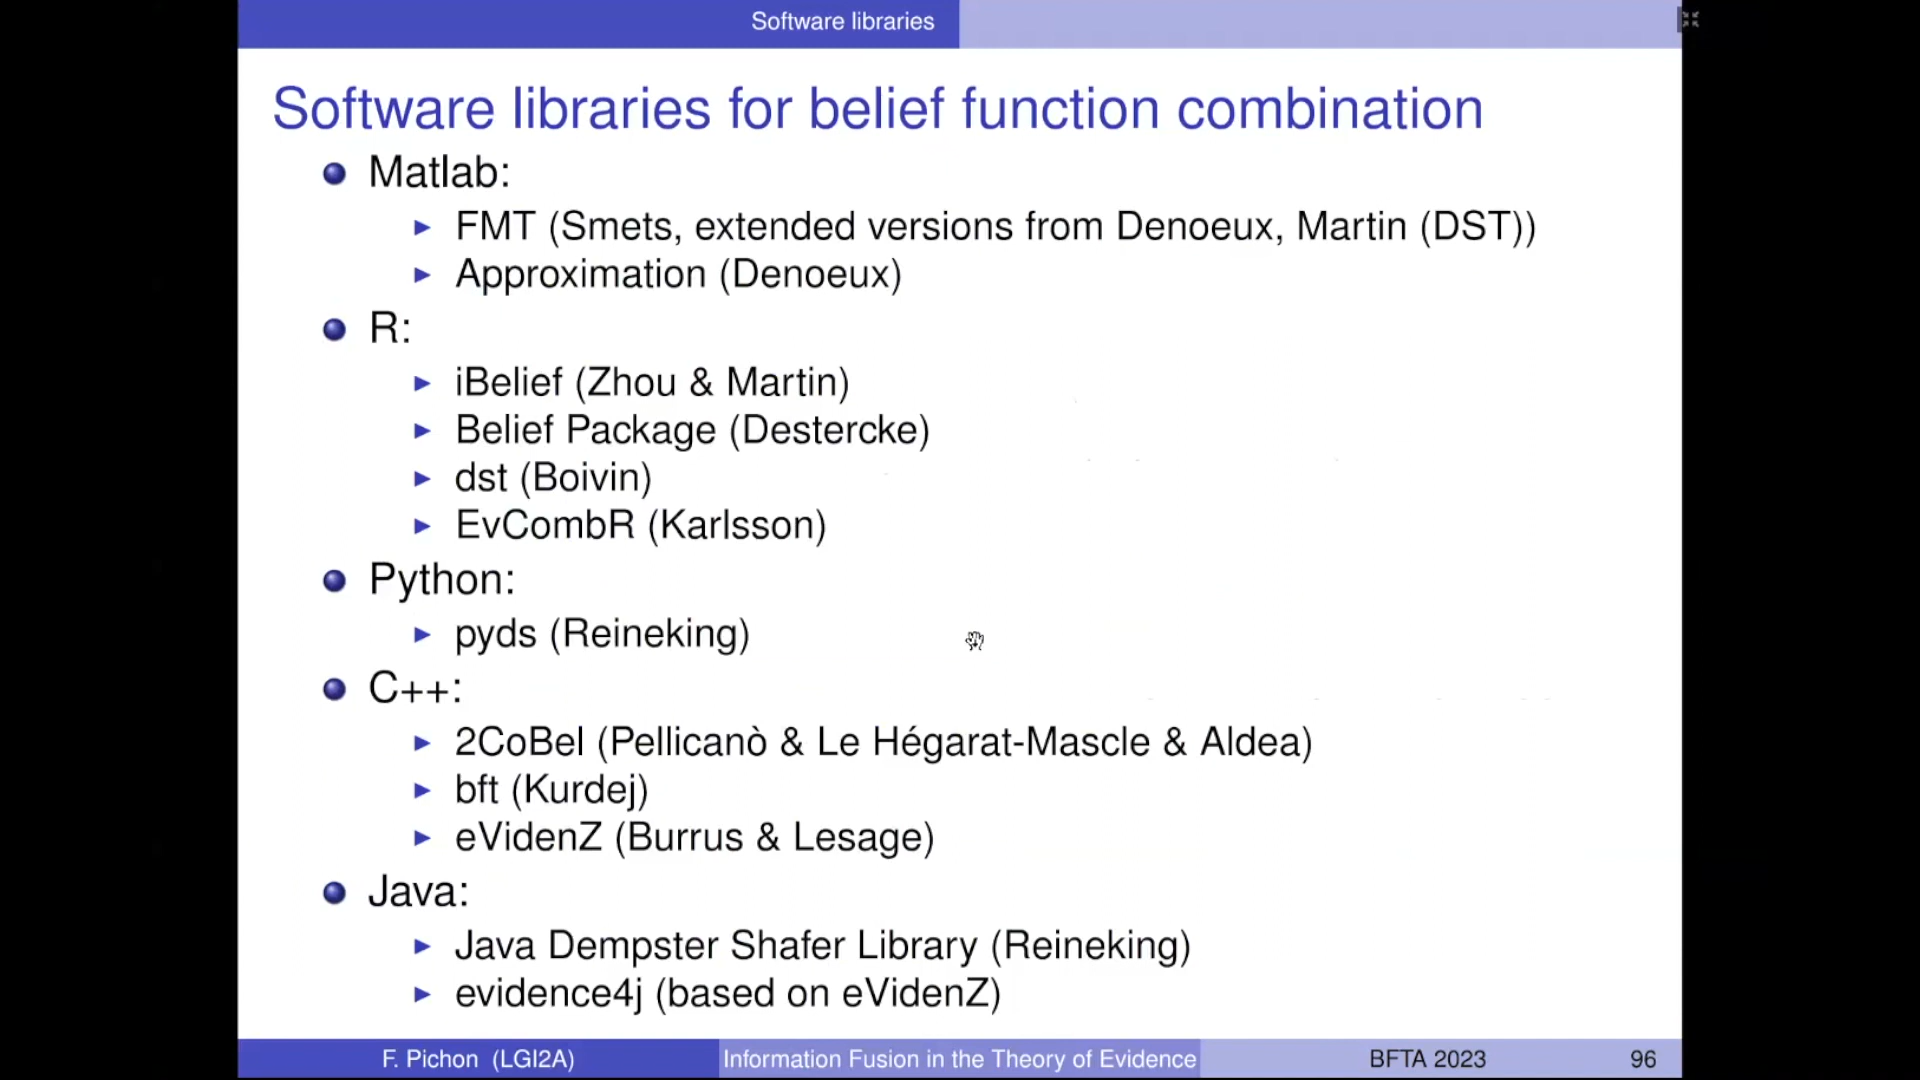 Software libraries
Software libraries for belief function combination
Matlab:
FMT (Smets, extended versions from Denoeux, Martin (DST))
Approximation (Denoeux)
R:
iBelief (Zhou & Martin)
Belief Package (Destercke)
dst (Boivin)
EvCombR (Karlsson)
Python:
pyds (Reineking)
C++:
2CoBel (Pellicanò & Le Hégarat-Mascle & Aldea)
bft (Kurdej)
eVidenZ (Burrus & Lesage)
Java:
Java Dempster Shafer Library (Reineking)
evidence4j (based on eVidenZ)
F. Pichon (LGI2A) Information Fusion in the Theory of Evidence BFTA 2023 96